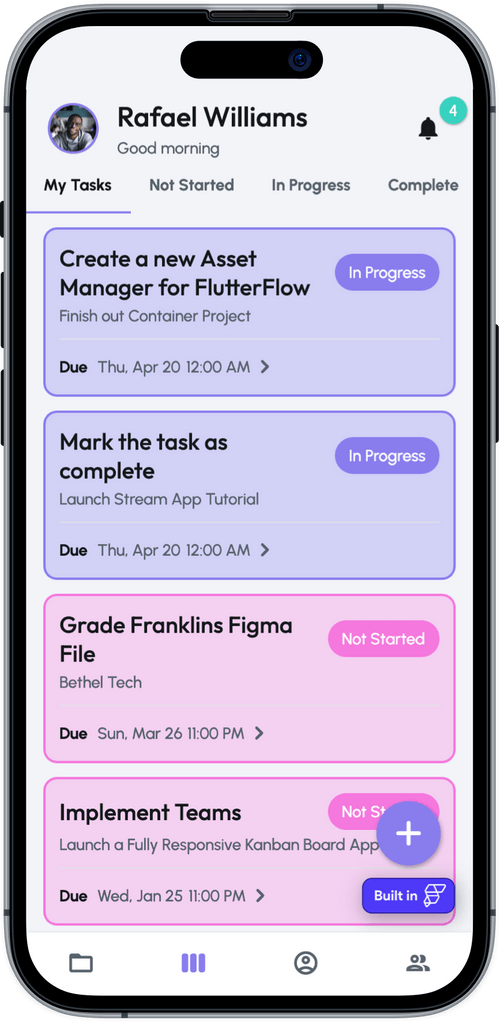 Rafael Williams
4
Good morning
My Tasks Not Started In Progress Complete
Create a new Asset
Manager for FlutterFlow
In Progress
Finish out Container Project
Due Thu, Apr 20 12:00 AM
Mark the task as
complete
In Progress
Launch Stream App Tutorial
Due Thu, Apr 20 12:00 AM
Grade Franklins Figma
File
Not Started
Bethel Tech
Due Sun, Mar 26 11:00 PM
Implement Teams
Not St
Launch a Fully Responsive Kanban Board App
Due Wed, Jan 25 11:00 PM
Built in